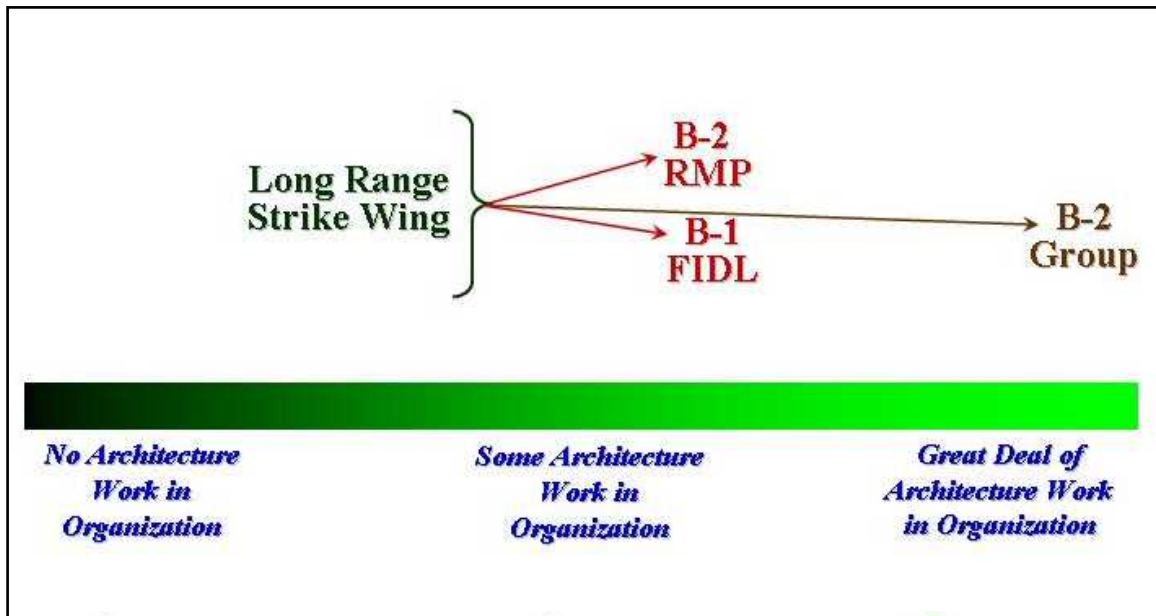 B-2
RMP
Long Range
Strike Wing
B-1
FIDL
B-2
Group
No Architecture
Work in
Organization
Some Architecture
Work in
Organization
Great Deal of
Architecture Work
in Organization